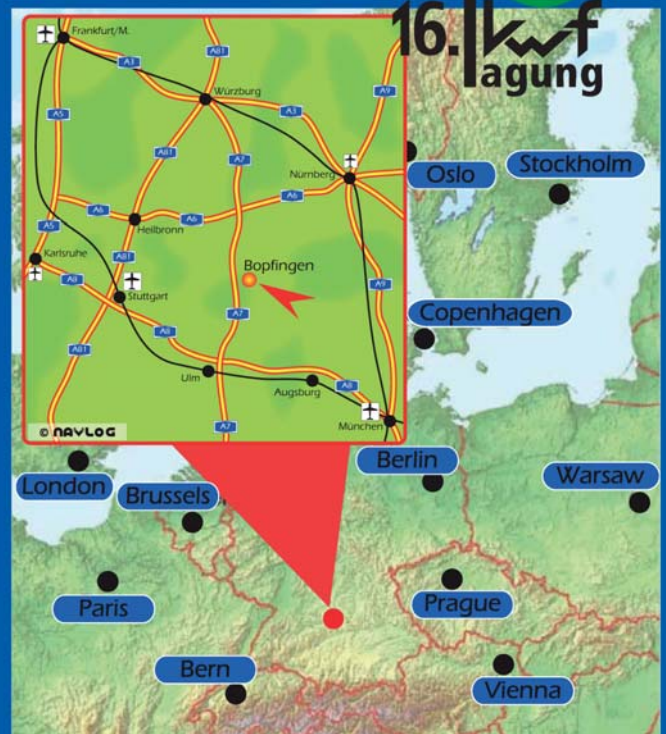 16. kwf
Tagung
Frankfurt/M.
A3
A81
A9
A5
Würzburg
A3
A81
A7
Nürnberg
A6
A6
A6
A5
Heilbronn
Karlsruhe
A81
Bopfingen
A8
Stuttgart
A9
A7
A8
A81
Ulm
Augsburg
A8
A7
München
© NAVLOG
Oslo
Stockholm
Copenhagen
London
Brussels
Berlin
Warsaw
Paris
Prague
Bern
Vienna